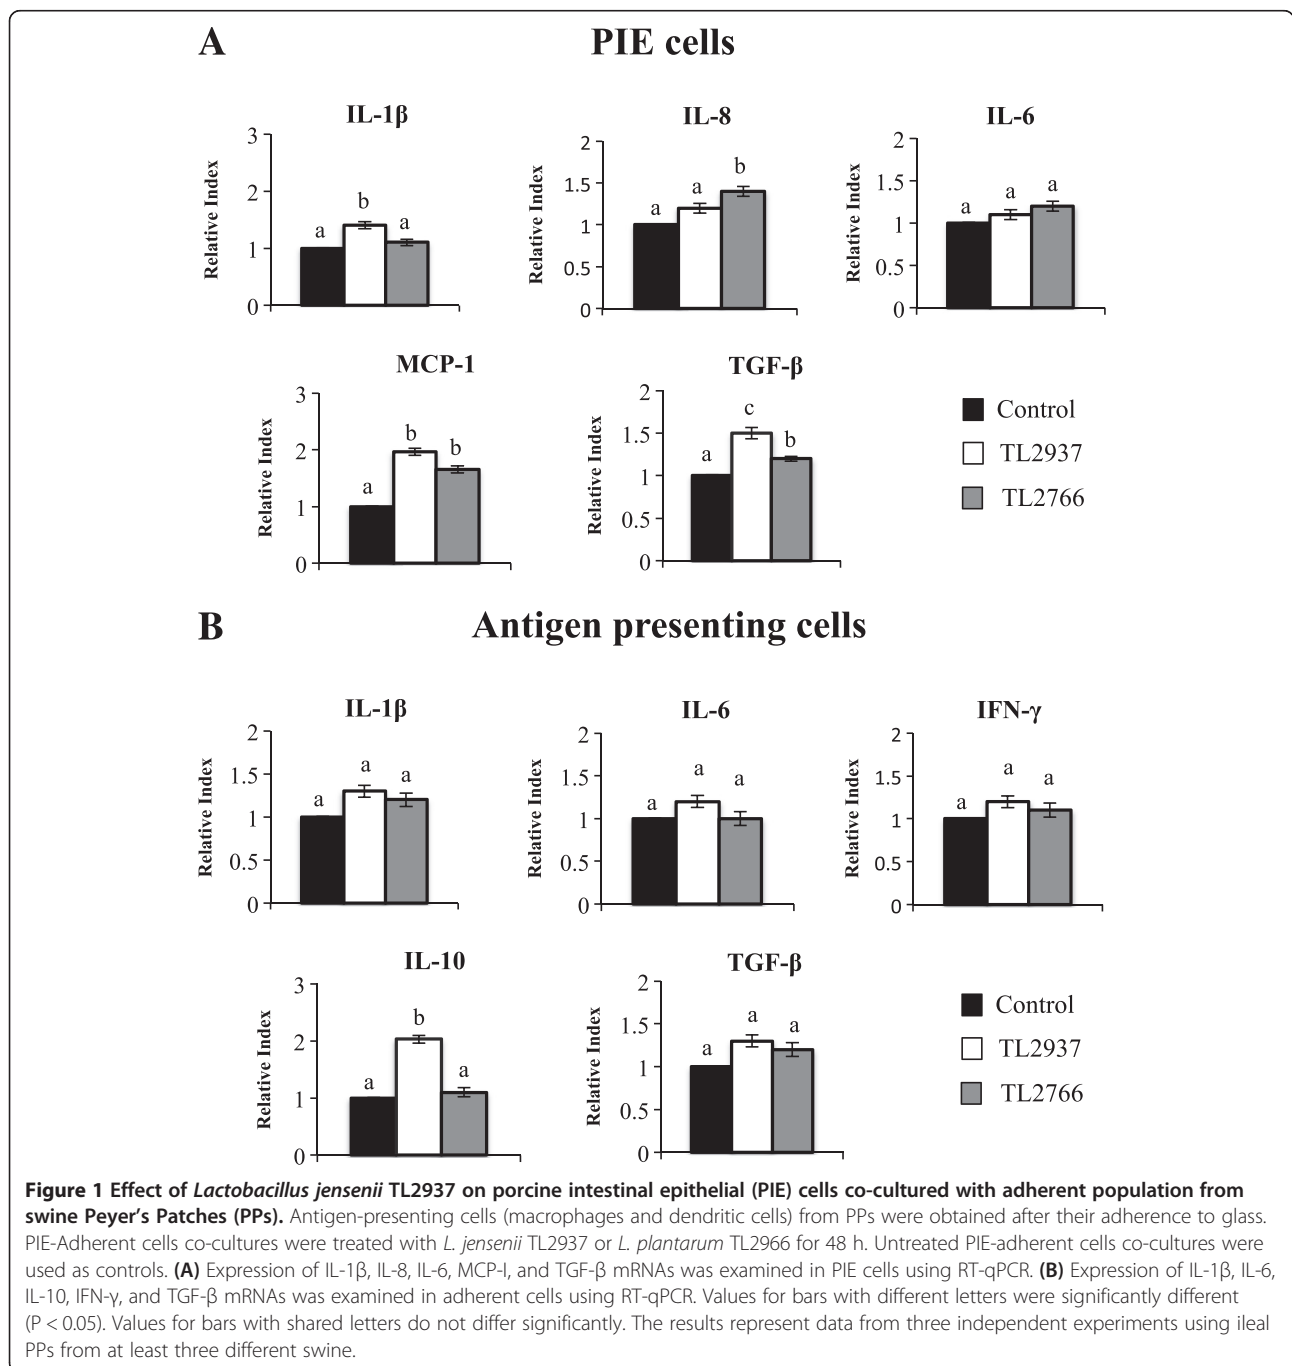 A
PIE cells
IL-1β
IL-8
IL-6
Relative Index
3
2
1
0
a
b
a
Relative Index
2
1.5
1
0.5
0
a
a
b
Relative Index
2
1.5
1
0.5
0
a
a
a
MCP-1
TGF-β
Relative Index
3
2
1
0
a
b
b
Relative Index
2
1.5
1
0.5
0
a
c
b
Control
TL2937
TL2766
B
Antigen presenting cells
IL-1β
IL-6
IFN-γ
Relative Index
2
1.5
1
0.5
0
a
a
a
Relative Index
2
1.5
1
0.5
0
a
a
a
Relative Index
2
1.5
1
0.5
0
a
a
a
IL-10
TGF-β
Relative Index
3
2
1
0
a
b
a
Relative Index
2
1.5
1
0.5
0
a
a
a
Control
TL2937
TL2766
Figure 1 Effect of Lactobacillus jensenii TL2937 on porcine intestinal epithelial (PIE) cells co-cultured with adherent population from
swine Peyer's Patches (PPs). Antigen-presenting cells (macrophages and dendritic cells) from PPs were obtained after their adherence to glass.
PIE-Adherent cells co-cultures were treated with L. jensenii TL2937 or L. plantarum TL2966 for 48 h. Untreated PIE-adherent cells co-cultures were
used as controls. (A) Expression of IL-1β, IL-8, IL-6, MCP-I, and TGF-β mRNAs was examined in PIE cells using RT-qPCR. (B) Expression of IL-1β, IL-6,
IL-10, IFN-γ, and TGF-β mRNAs was examined in adherent cells using RT-qPCR. Values for bars with different letters were significantly different
(P < 0.05). Values for bars with shared letters do not differ significantly. The results represent data from three independent experiments using ileal
PPs from at least three different swine.